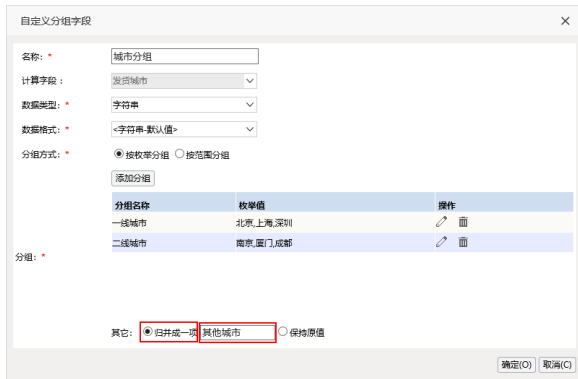 自定义分组字段
名称: * 城市分组
计算字段 : 发货城市
数据类型: * 字符串
数据格式: * <字符串-默认值>
分组方式: * 按枚举分组 按范围分组
添加分组
分组名称 枚举值 操作
一线城市 北京,上海,深圳
二线城市 南京,厦门,成都
分组: *
其它: 归并成一项 其他城市 保持原值
确定(O) 取消(C)